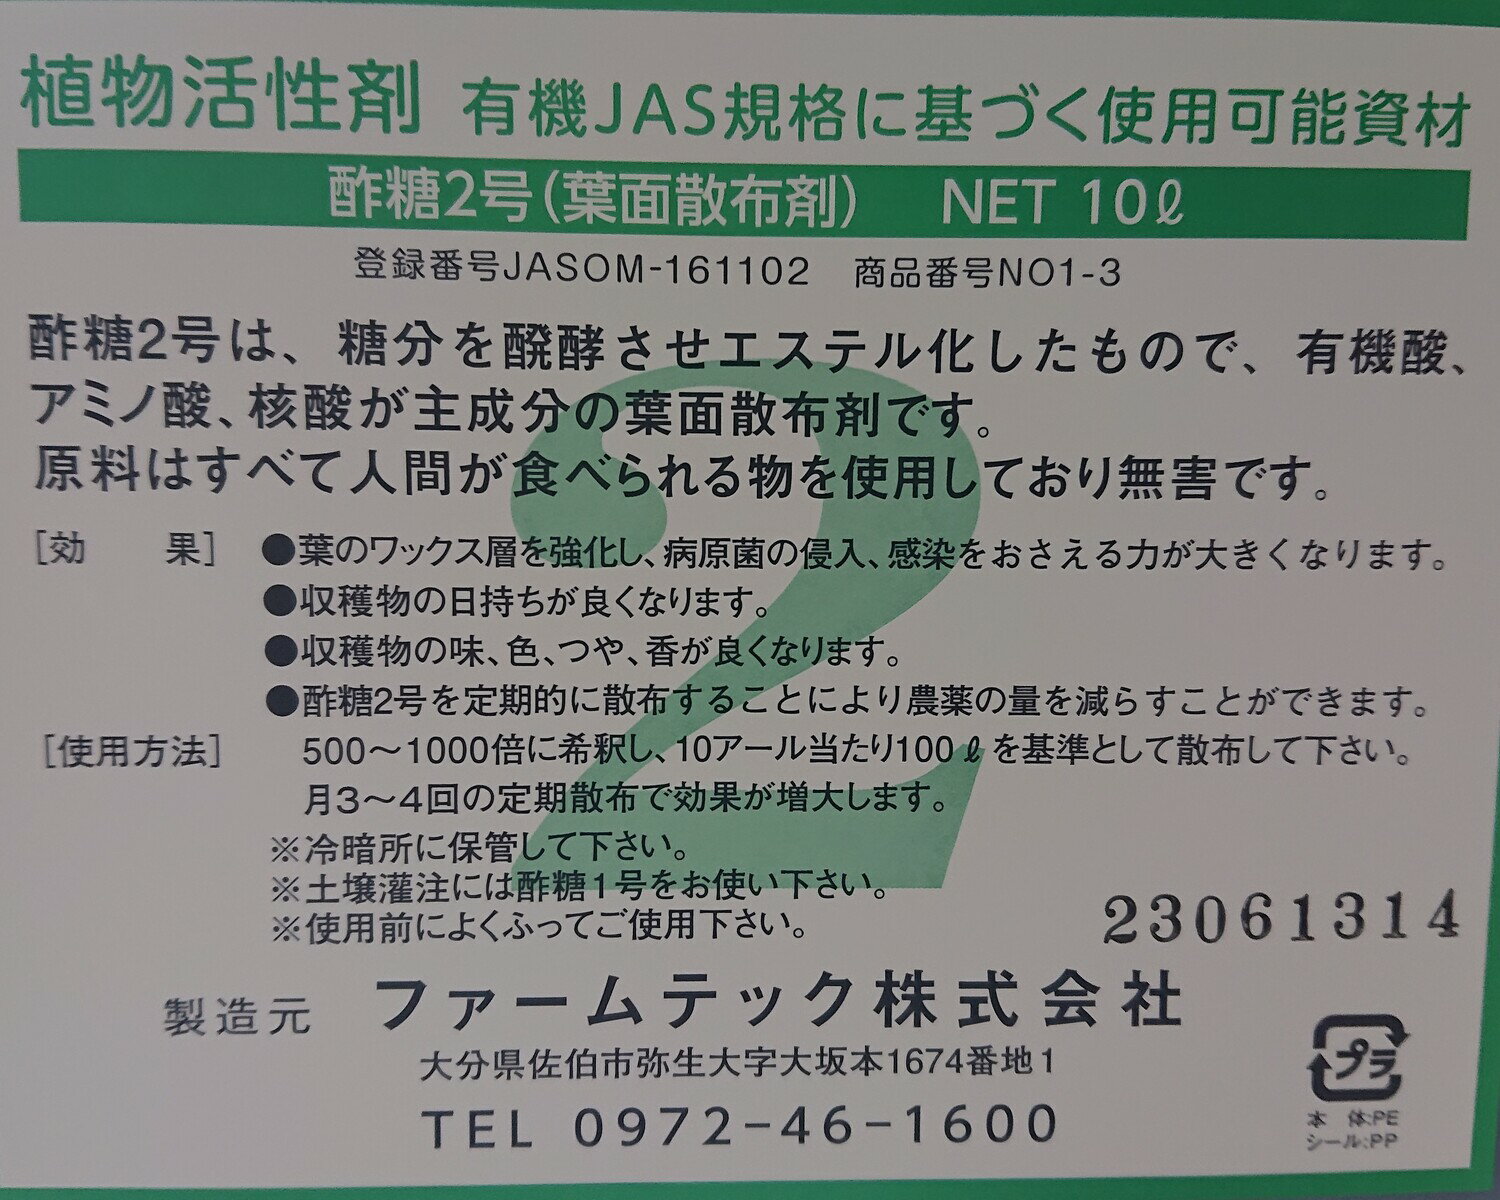 植物活性剤 有機JAS規格に基づく使用可能資材
酢糖2号(葉面散布剤) NET 10ℓ
登録番号JASOM-161102 商品番号NO1-3
酢糖2号は、糖分を醗酵させエステル化したもので、有機酸、
アミノ酸、核酸が主成分の葉面散布剤です。
原料はすべて人間が食べられる物を使用しており無害です。
[効 果] ●葉のワックス層を強化し、病原菌の侵入、感染をおさえる力が大きくなります。
●収穫物の日持ちが良くなります。
●収穫物の味、色、つや、香が良くなります。
●酢糖2号を定期的に散布することにより農薬の量を減らすことができます。
[使用方法] 500〜1000倍に希釈し、10アール当たり100ℓを基準として散布して下さい。
月3〜4回の定期散布で効果が増大します。
※冷暗所に保管して下さい。
※土壌灌注には酢糖1号をお使い下さい。
※使用前によくふってご使用下さい。
23061314
製造元 ファームテック株式会社
大分県佐伯市弥生大字大坂本1674番地1
TEL 0972-46-1600
プラ
本 体:PE
シール:PP
2